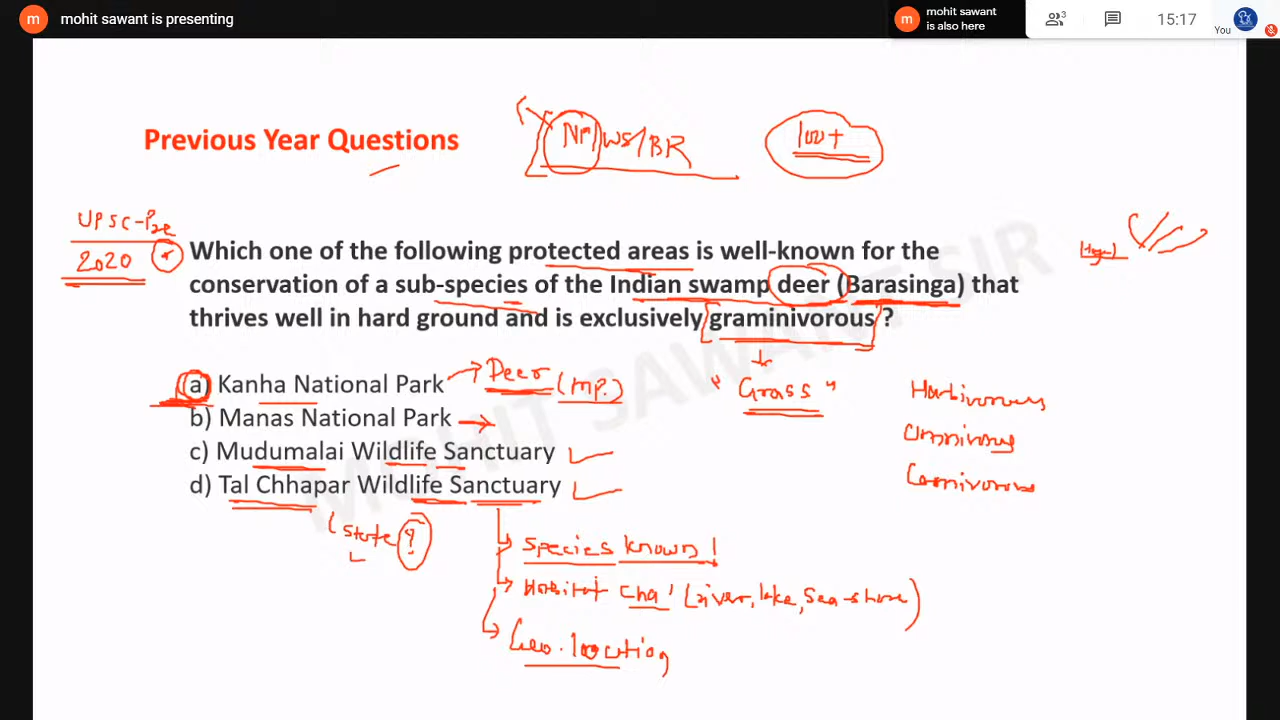 m mohit sawant is presenting
m mohit sawant is also here
3
15:17
You
Previous Year Questions
NP/WS/BR
100+
UPSC-Pre
2020
Which one of the following protected areas is well-known for the
conservation of a sub-species of the Indian swamp deer (Barasinga) that
thrives well in hard ground and is exclusively graminivorous ?
a) Kanha National Park
Deer (MP.)
"Grass"
b) Manas National Park
c) Mudumalai Wildlife Sanctuary
d) Tal Chhapar Wildlife Sanctuary
Herbivorous
Omnivorous
Carnivorous
(State ?
Species known!
Habitat Cha' (river, lake, Sea-shore)
Geo. location
MOHIT SAWANT SIR